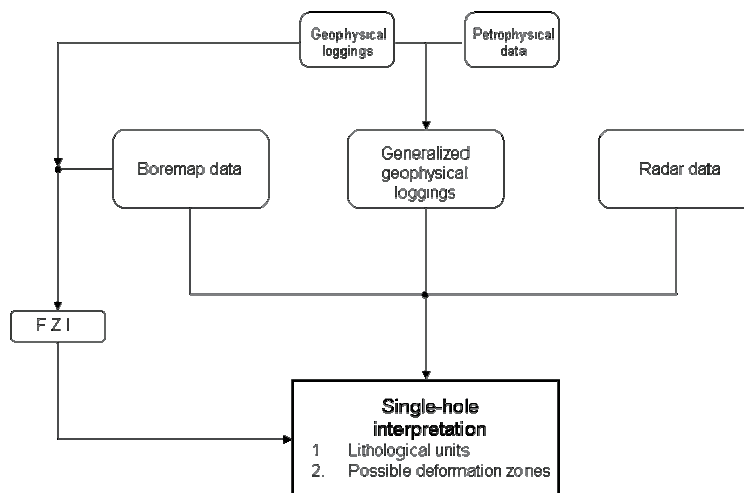 Geophysical
loggings
Petrophysical
data
Boremap data
Generalized
geophysical
loggings
Radar data
F Z I
Single-hole
interpretation
1 Lithological units
2. Possible deformation zones